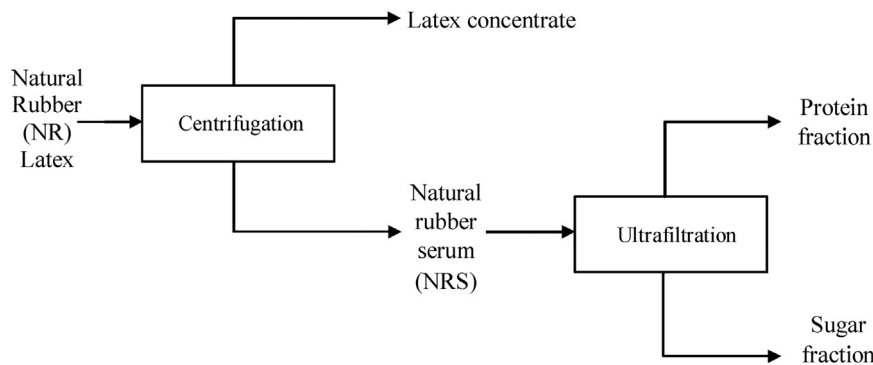 Latex concentrate
Natural
Rubber
(NR)
Latex
Centrifugation
Natural
rubber
serum
(NRS)
Ultrafiltration
Protein
fraction
Sugar
fraction